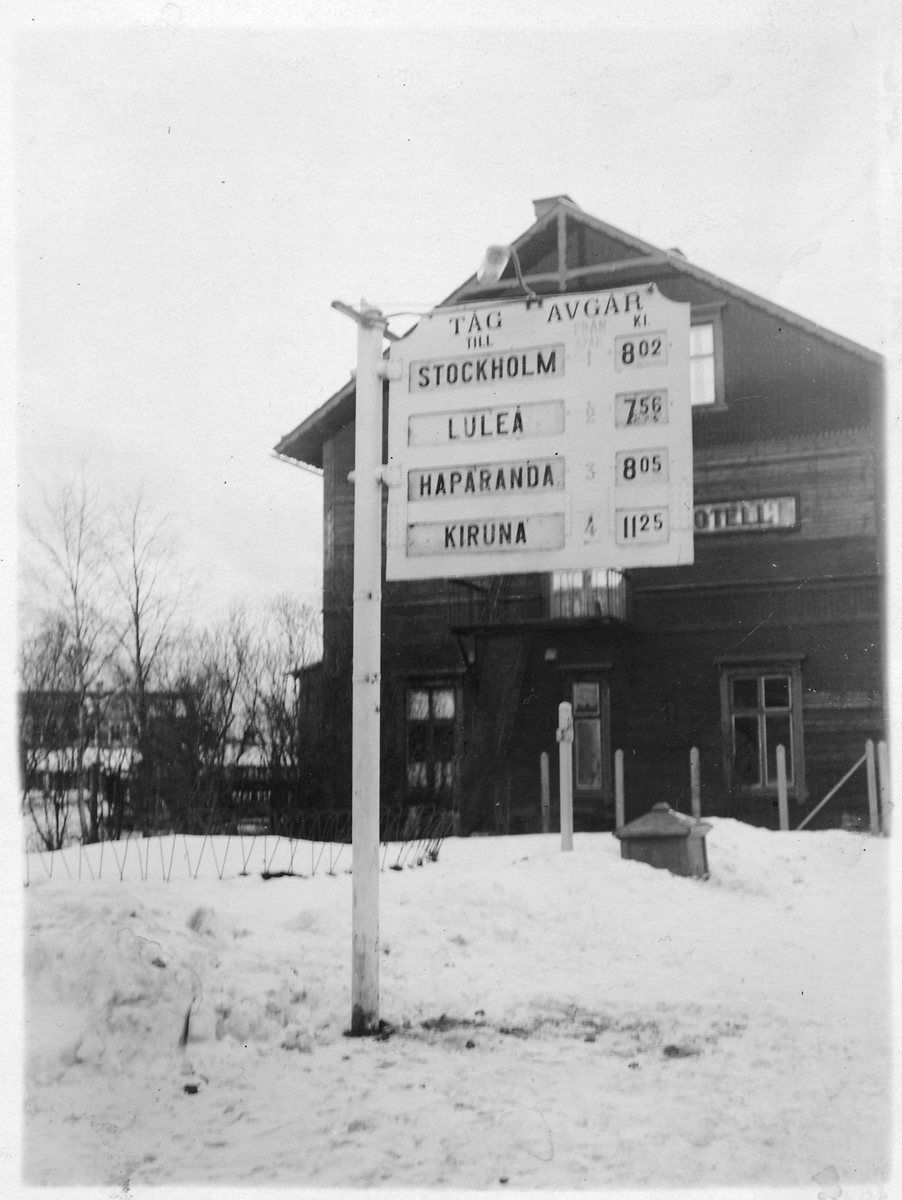 TÅG AVGÅR
TILL FRÅN SPÅR KL.
STOCKHOLM 1 8 02
LULEÅ 2 7 56
HAPARANDA 3 8 05
KIRUNA 4 11 25
OTELL